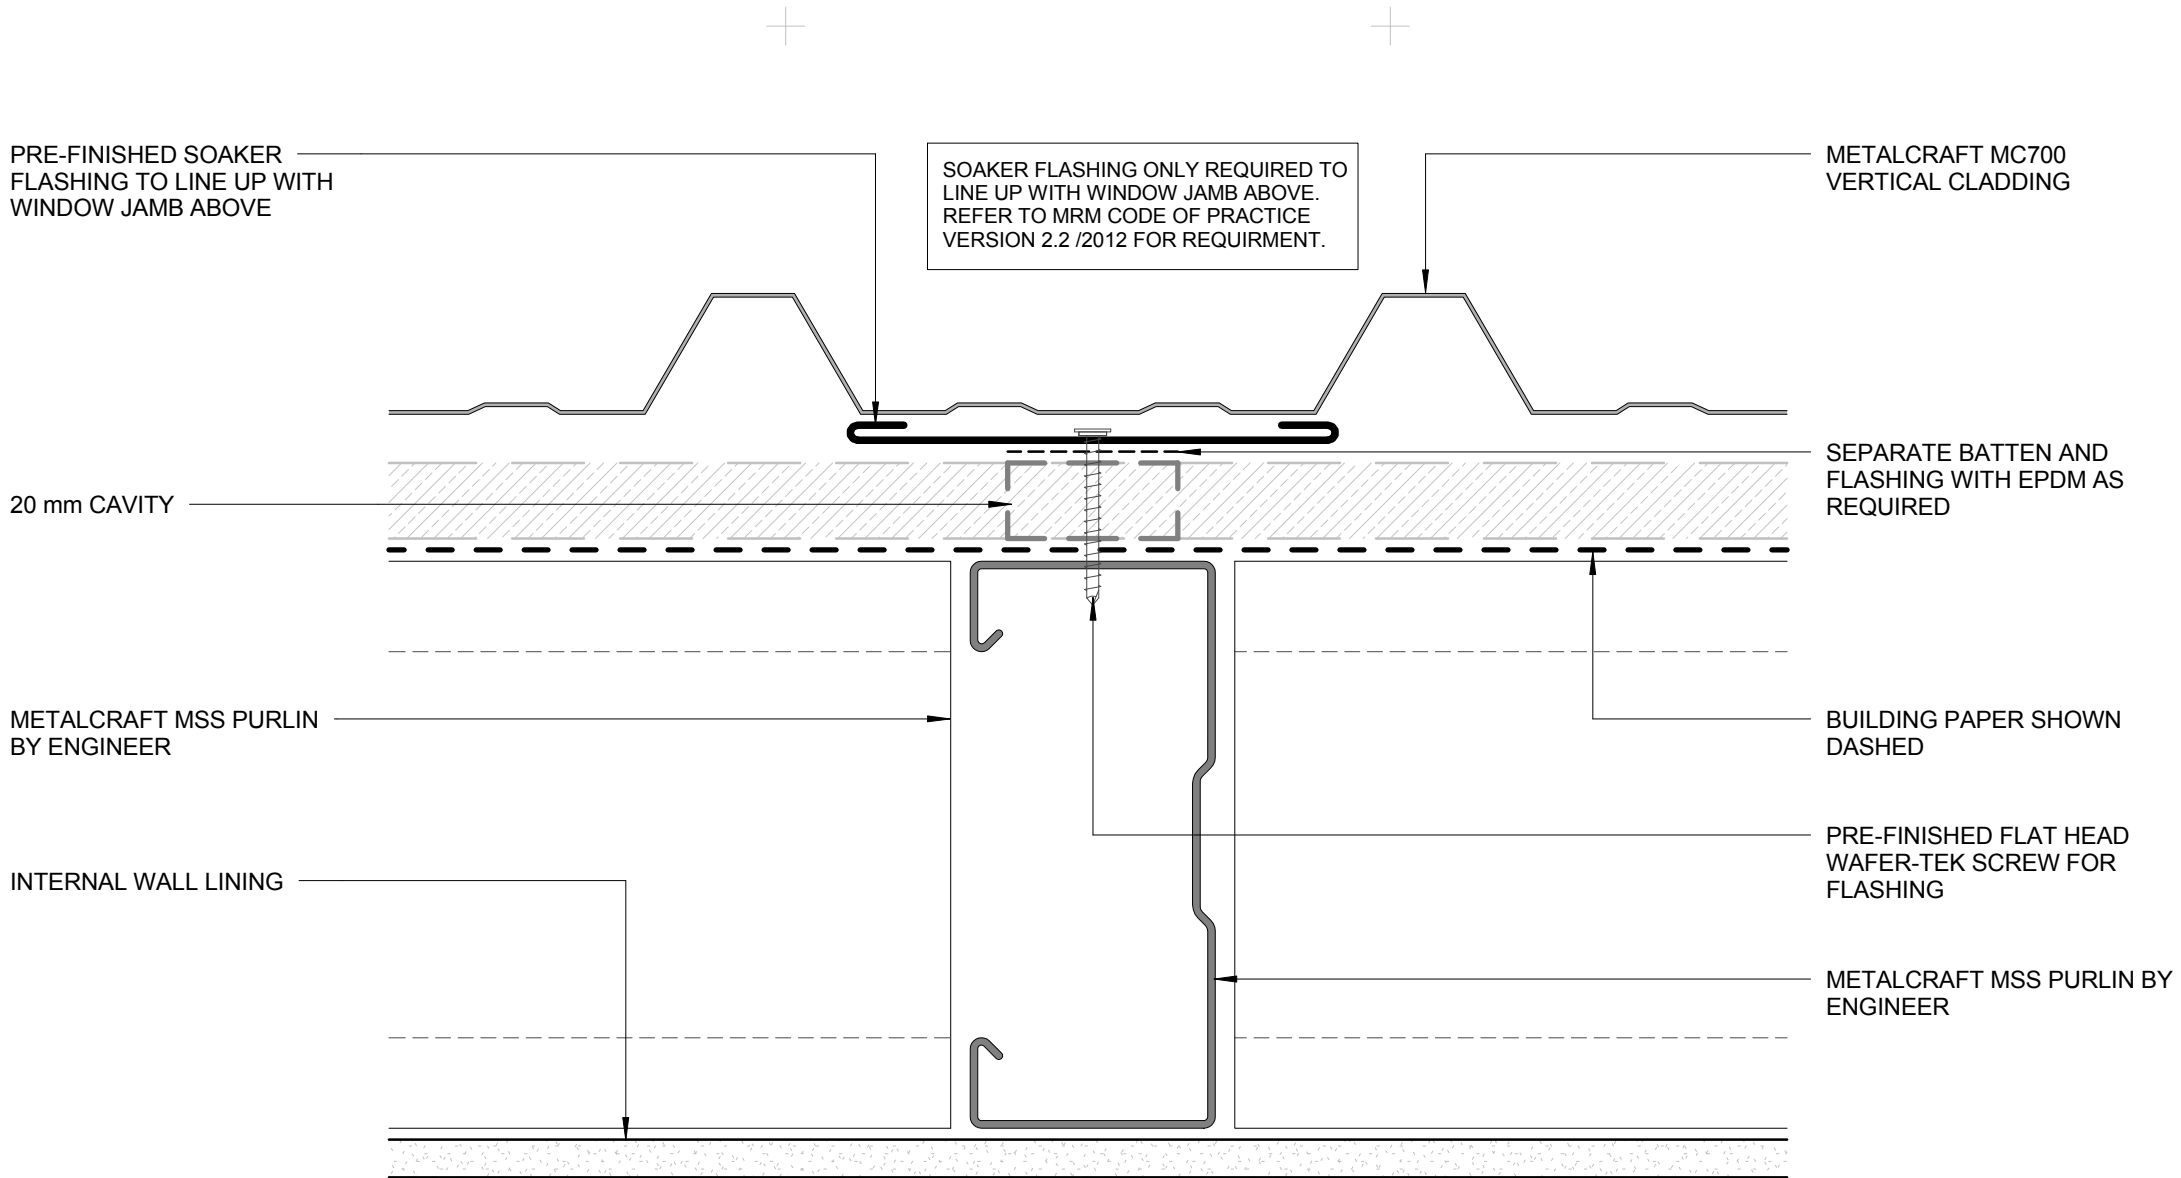 PRE-FINISHED SOAKER
FLASHING TO LINE UP WITH
WINDOW JAMB ABOVE
SOAKER FLASHING ONLY REQUIRED TO
LINE UP WITH WINDOW JAMB ABOVE.
REFER TO MRM CODE OF PRACTICE
VERSION 2.2 /2012 FOR REQUIRMENT.
METALCRAFT MC700
VERTICAL CLADDING
20 mm CAVITY
SEPARATE BATTEN AND
FLASHING WITH EPDM AS
REQUIRED
METALCRAFT MSS PURLIN
BY ENGINEER
BUILDING PAPER SHOWN
DASHED
INTERNAL WALL LINING
PRE-FINISHED FLAT HEAD
WAFER-TEK SCREW FOR
FLASHING
METALCRAFT MSS PURLIN BY
ENGINEER